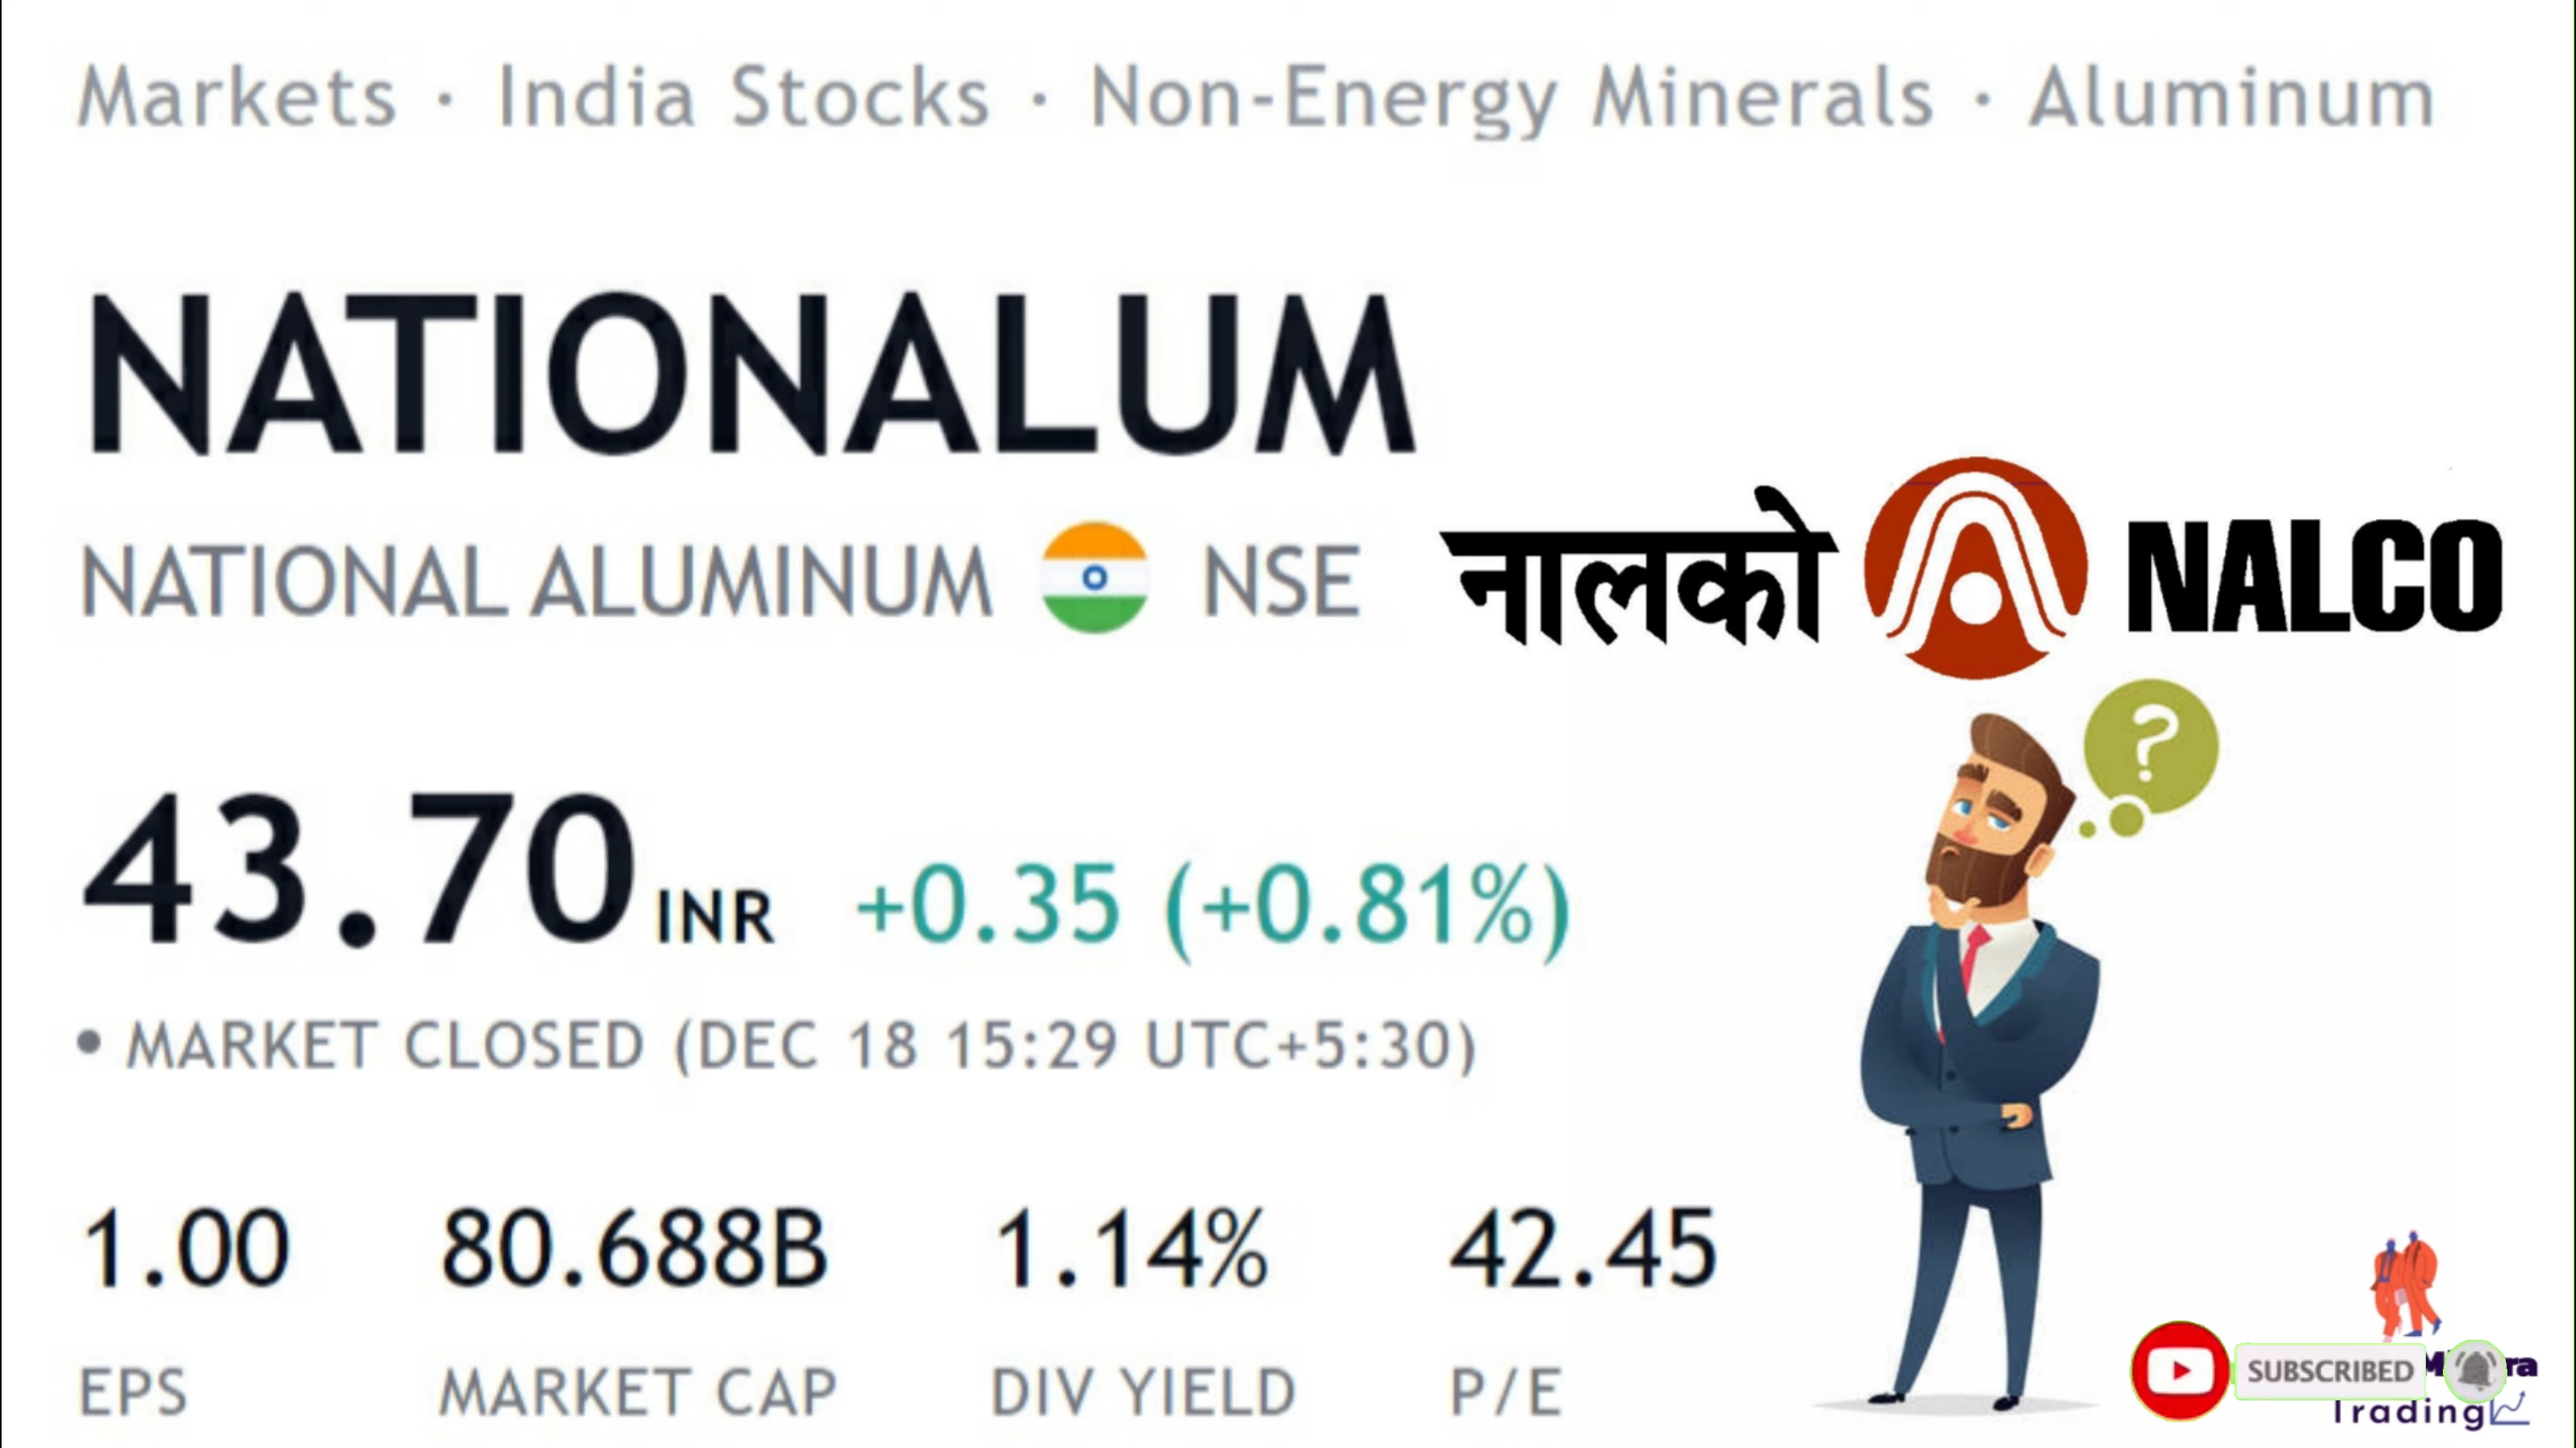 Markets · India Stocks · Non-Energy Minerals · Aluminum
NATIONALUM
NATIONAL ALUMINUM NSE
नालको NALCO
?
43.70 INR +0.35 (+0.81%)
• MARKET CLOSED (DEC 18 15:29 UTC+5:30)
1.00 80.688B 1.14% 42.45
EPS MARKET CAP DIV YIELD P/E
SUBSCRIBED
Trading